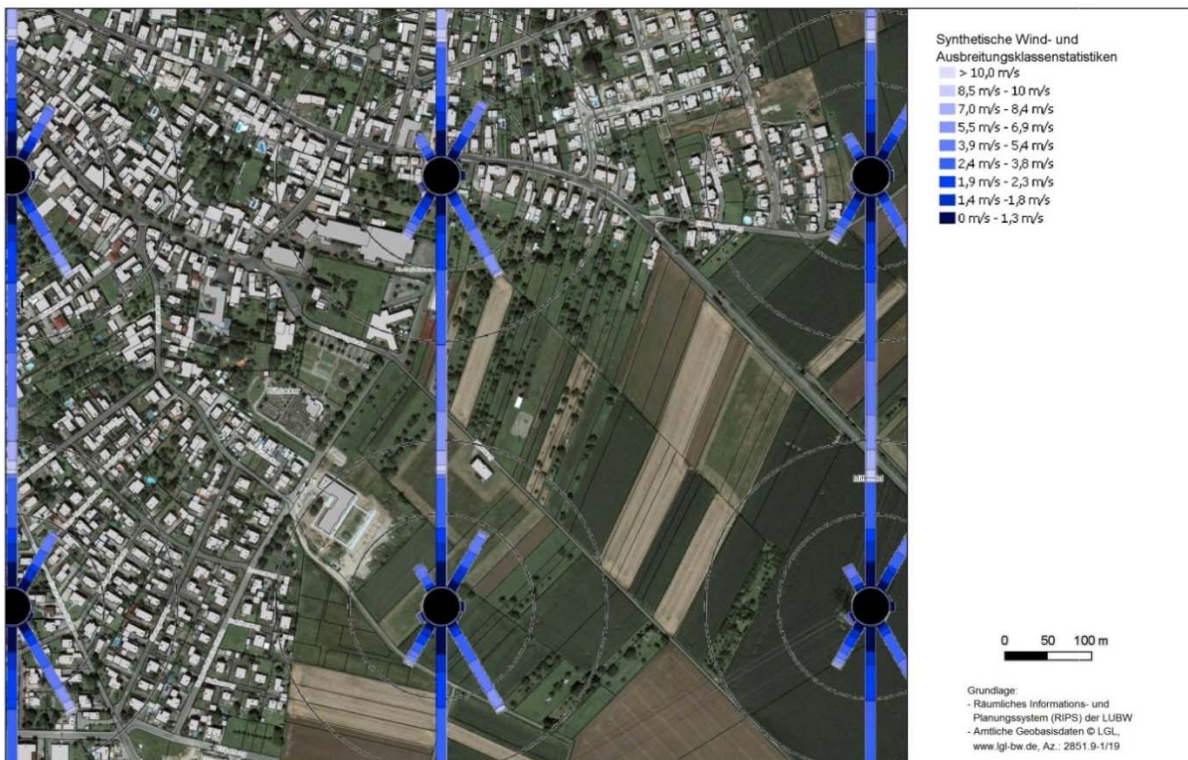 Synthetische Wind- und
Ausbreitungsklassenstatistiken
> 10,0 m/s
8,5 m/s - 10 m/s
7,0 m/s - 8,4 m/s
5,5 m/s - 6,9 m/s
3,9 m/s - 5,4 m/s
2,4 m/s - 3,8 m/s
1,9 m/s - 2,3 m/s
1,4 m/s -1,8 m/s
0 m/s - 1,3 m/s
0 50 100 m
Grundlage:
- Räumliches Informations- und
Planungssystem (RIPS) der LUBW
- Amtliche Geobasisdaten © LGL,
www.lgl-bw.de, Az.: 2851.9-1/19